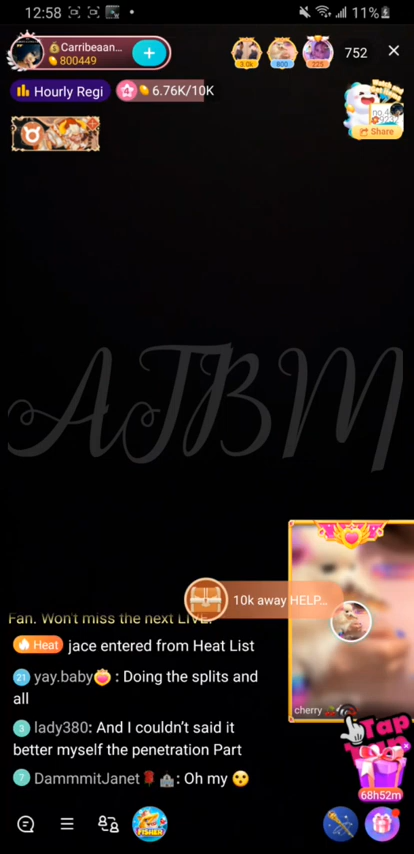 12:58
11%
💰Carribeaan...
800449
3.0k
800
225
752
Hourly Regi
6.76K/10K
Share
AJBM
10k away HELP...
Fan. Won't miss the next LIVE.
Heat jace entered from Heat List
21 yay.baby : Doing the splits and
all
3 lady380: And I couldn't said it
better myself the penetration Part
7 DammmitJanet🌹 : Oh my 😯
cherry 🍒
Tap
68h52m
FISHER